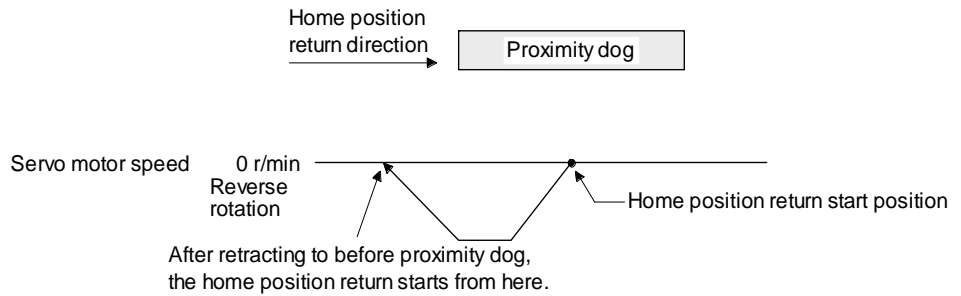 Home position
return direction
Proximity dog
Servo motor speed 0 r/min
Reverse
rotation
Home position return start position
After retracting to before proximity dog,
the home position return starts from here.